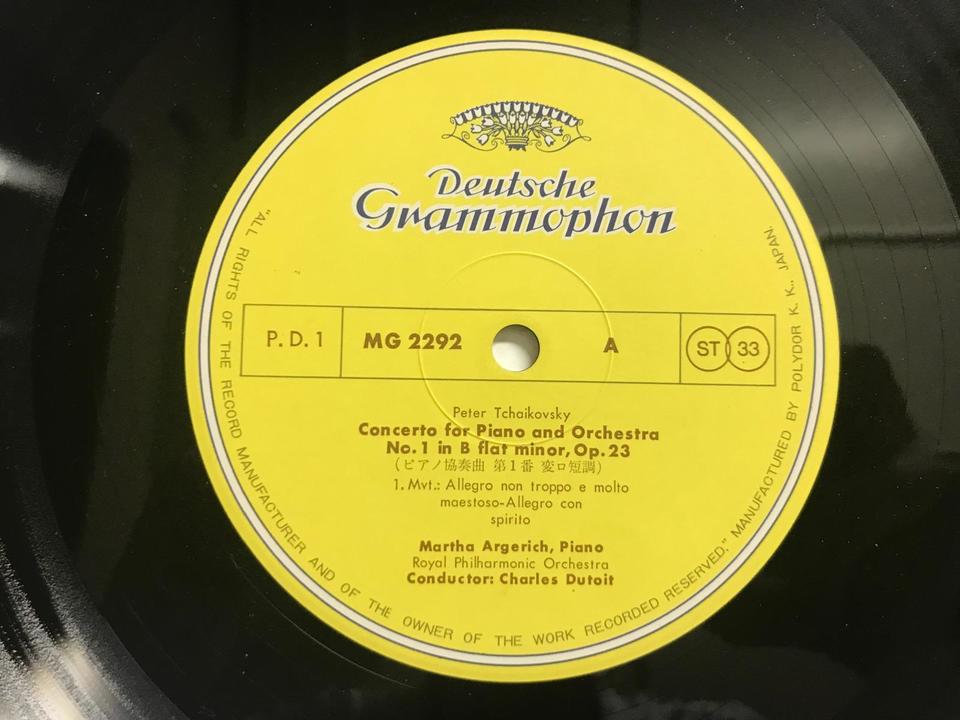 Deutsche
Grammophon
P. D. 1
MG 2292
A
ST 33
Peter Tchaikovsky
Concerto for Piano and Orchestra
No. 1 in B flat minor, Op. 23
(ピアノ協奏曲 第1番 変ロ短調)
1. Mvt.: Allegro non troppo e molto
maestoso-Allegro con
spirito
Martha Argerich, Piano
Royal Philharmonic Orchestra
Conductor: Charles Dutoit
"ALL RIGHTS OF THE RECORD MANUFACTURER AND OF THE OWNER OF THE WORK RECORDED RESERVED." MANUFACTURED BY POLYDOR K. K., JAPAN.